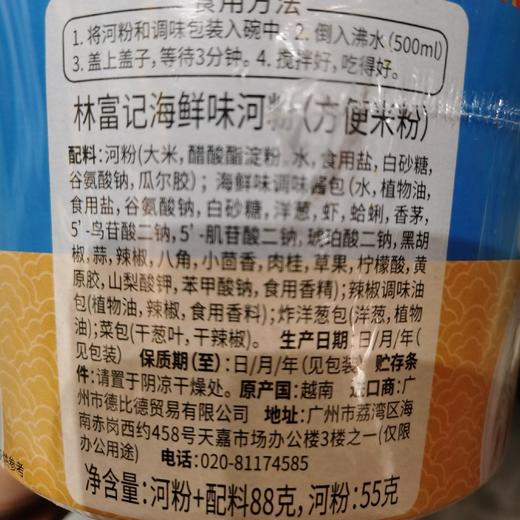 食用方法
1. 将河粉和调味包装入碗中。2. 倒入沸水(500ml)
3. 盖上盖子,等待3分钟。4. 搅拌好,吃得好。
林富记海鲜味河粉(方便米粉)
配料:河粉(大米,醋酸酯淀粉,水,食用盐,白砂糖,
谷氨酸钠,瓜尔胶);海鲜味调味酱包(水,植物油,
食用盐,谷氨酸钠,白砂糖,洋葱,虾,蛤蜊,香茅,
5'-鸟苷酸二钠,5'-肌苷酸二钠,琥珀酸二钠,黑胡
椒,蒜,辣椒,八角,小茴香,肉桂,草果,柠檬酸,黄
原胶,山梨酸钾,苯甲酸钠,食用香精);辣椒调味油
包(植物油,辣椒,食用香料);炸洋葱包(洋葱,植物
油);菜包(干葱叶,干辣椒)。 生产日期:日/月/年(
见包装) 保质期(至):日/月/年(见包装) 贮存条
件:请置于阴凉干燥处。原产国:越南 进口商:广
州市德比德贸易有限公司 地址:广州市荔湾区海
南赤岗西约458号天嘉市场办公楼3楼之一(仅限
办公用途) 电话:020-81174585
净含量:河粉+配料88克,河粉:55克
参考